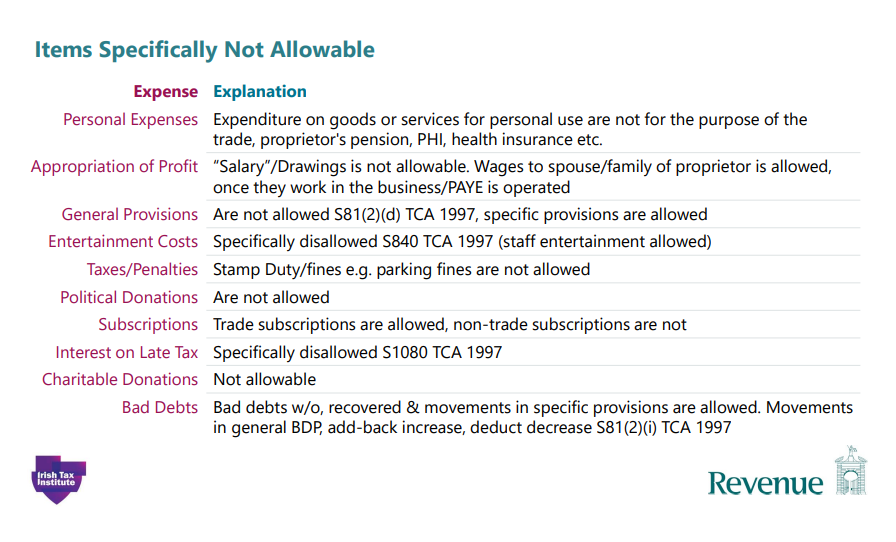 Items Specifically Not Allowable
Expense Explanation
Personal Expenses Expenditure on goods or services for personal use are not for the purpose of the
trade, proprietor's pension, PHI, health insurance etc.
Appropriation of Profit “Salary”/Drawings is not allowable. Wages to spouse/family of proprietor is allowed,
once they work in the business/PAYE is operated
General Provisions Are not allowed S81(2)(d) TCA 1997, specific provisions are allowed
Entertainment Costs Specifically disallowed S840 TCA 1997 (staff entertainment allowed)
Taxes/Penalties Stamp Duty/fines e.g. parking fines are not allowed
Political Donations Are not allowed
Subscriptions Trade subscriptions are allowed, non-trade subscriptions are not
Interest on Late Tax Specifically disallowed S1080 TCA 1997
Charitable Donations Not allowable
Bad Debts Bad debts w/o, recovered & movements in specific provisions are allowed. Movements
in general BDP, add-back increase, deduct decrease S81(2)(i) TCA 1997
Irish Tax
Institute
Revenue